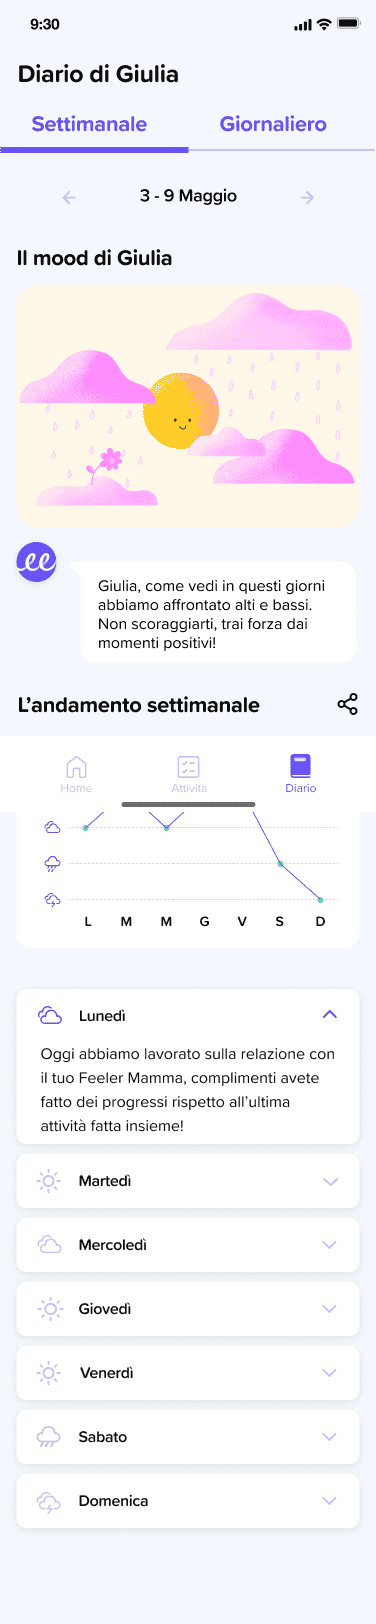 9:30
Diario di Giulia
Settimanale
Giornaliero
3 - 9 Maggio
Il mood di Giulia
ee
Giulia, come vedi in questi giorni
abbiamo affrontato alti e bassi.
Non scoraggiarti, trai forza dai
momenti positivi!
L’andamento settimanale
Home
Attività
Diario
L M M G V S D
Lunedì
Oggi abbiamo lavorato sulla relazione con
il tuo Feeler Mamma, complimenti avete
fatto dei progressi rispetto all’ultima
attività fatta insieme!
Martedì
Mercoledì
Giovedì
Venerdì
Sabato
Domenica